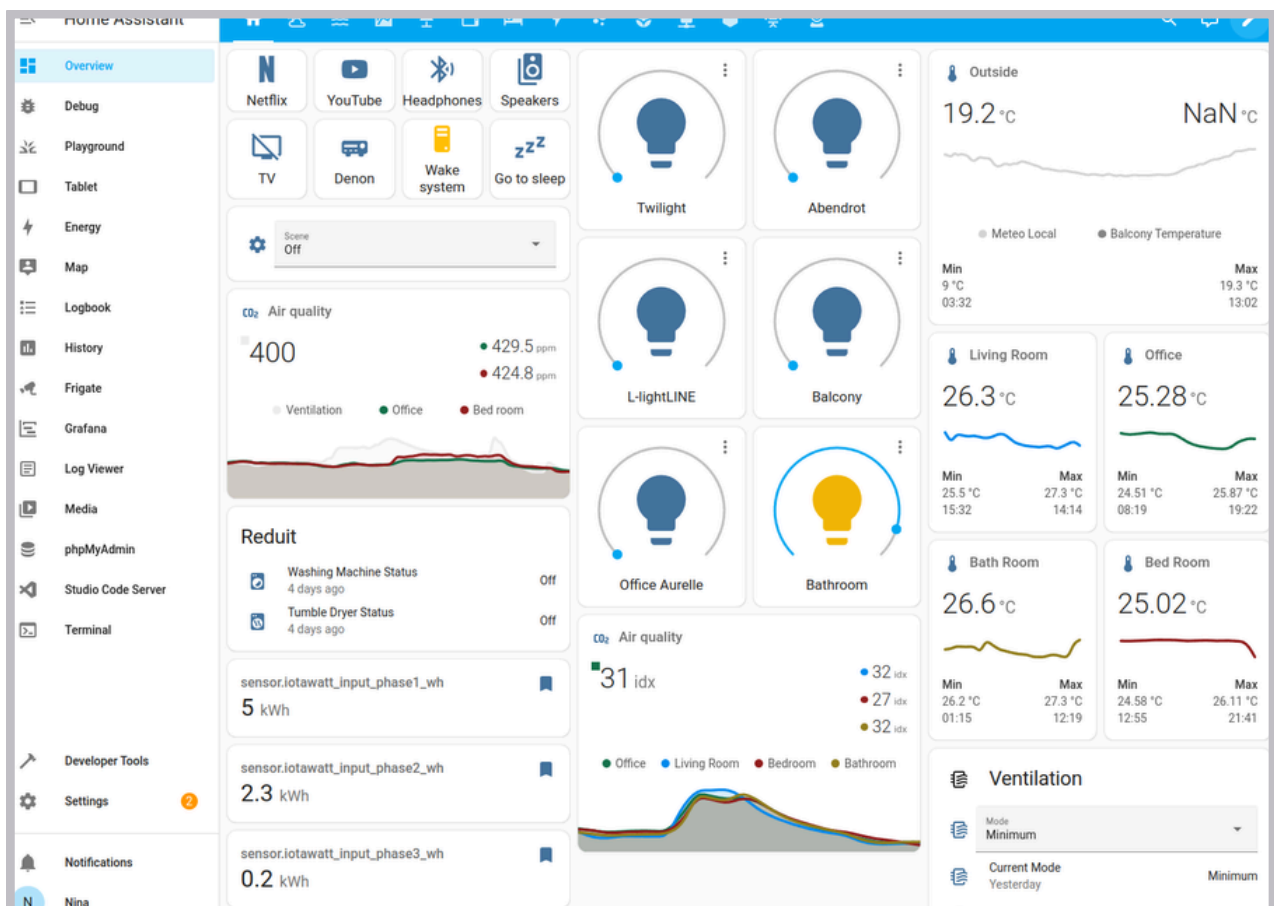 Home Assistant
Overview
Debug
Playground
Tablet
Energy
Map
Logbook
History
Frigate
Grafana
Log Viewer
Media
phpMyAdmin
Studio Code Server
Terminal
Developer Tools
Settings 2
Notifications
N Nina
Netflix YouTube Headphones Speakers
TV Denon Wake system Go to sleep
Scene
Off
CO₂ Air quality
400
429.5 ppm
424.8 ppm
Ventilation Office Bed room
Reduit
Washing Machine Status Off
4 days ago
Tumble Dryer Status Off
4 days ago
sensor.iotawatt_input_phase1_wh
5 kWh
sensor.iotawatt_input_phase2_wh
2.3 kWh
sensor.iotawatt_input_phase3_wh
0.2 kWh
Twilight Abendrot
L-lightLINE Balcony
Office Aurelle Bathroom
CO₂ Air quality
31 idx
32 idx
27 idx
32 idx
Office Living Room Bedroom Bathroom
Outside
19.2 °C NaN °C
Meteo Local Balcony Temperature
Min Max
9 °C 19.3 °C
03:32 13:02
Living Room
26.3 °C
Min Max
25.5 °C 27.3 °C
15:32 14:14
Office
25.28 °C
Min Max
24.51 °C 25.87 °C
08:19 19:22
Bath Room
26.6 °C
Min Max
26.2 °C 27.3 °C
01:15 12:19
Bed Room
25.02 °C
Min Max
24.58 °C 26.11 °C
12:55 21:41
Ventilation
Mode
Minimum
Current Mode Minimum
Yesterday